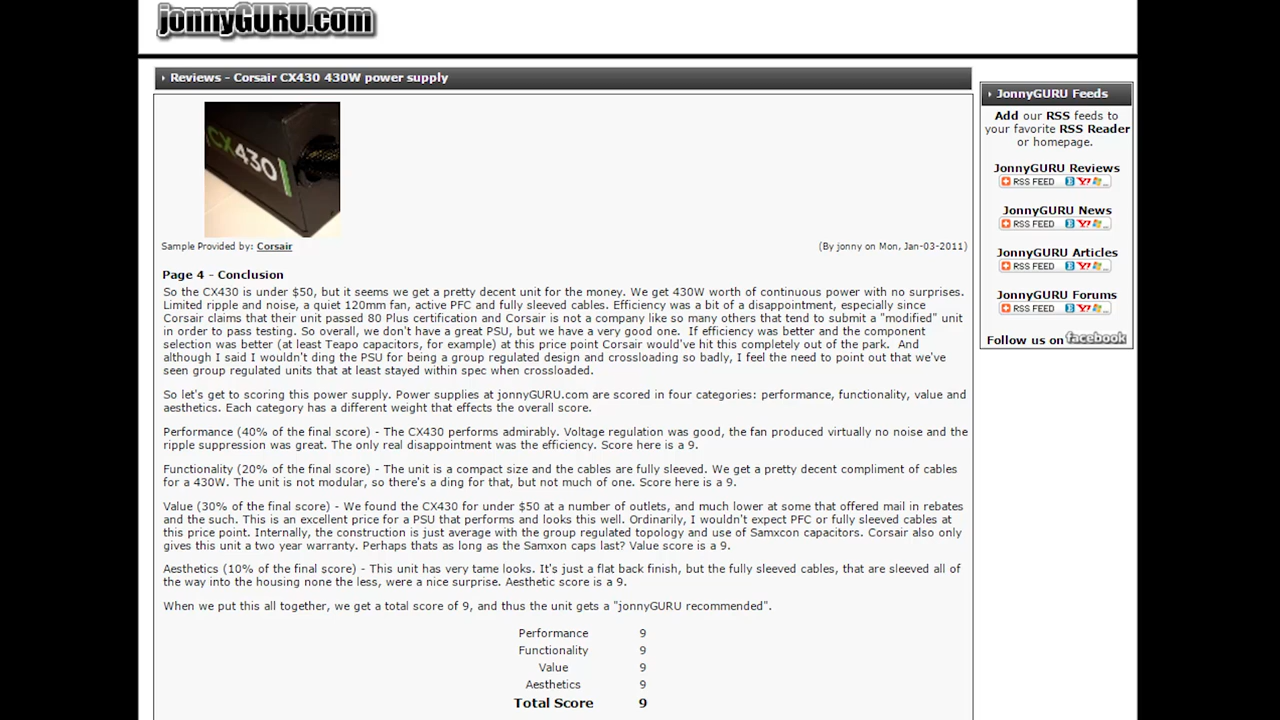 jonnyGURU.com
Reviews - Corsair CX430 430W power supply
CX430
Sample Provided by: Corsair
(By jonny on Mon, Jan-03-2011)
Page 4 - Conclusion
So the CX430 is under $50, but it seems we get a pretty decent unit for the money. We get 430W worth of continuous power with no surprises.
Limited ripple and noise, a quiet 120mm fan, active PFC and fully sleeved cables. Efficiency was a bit of a disappointment, especially since
Corsair claims that their unit passed 80 Plus certification and Corsair is not a company like so many others that tend to submit a "modified" unit
in order to pass testing. So overall, we don't have a great PSU, but we have a very good one. If efficiency was better and the component
selection was better (at least Teapo capacitors, for example) at this price point Corsair would've hit this completely out of the park. And
although I said I wouldn't ding the PSU for being a group regulated design and crossloading so badly, I feel the need to point out that we've
seen group regulated units that at least stayed within spec when crossloaded.
So let's get to scoring this power supply. Power supplies at jonnyGURU.com are scored in four categories: performance, functionality, value and
aesthetics. Each category has a different weight that effects the overall score.
Performance (40% of the final score) - The CX430 performs admirably. Voltage regulation was good, the fan produced virtually no noise and the
ripple suppression was great. The only real disappointment was the efficiency. Score here is a 9.
Functionality (20% of the final score) - The unit is a compact size and the cables are fully sleeved. We get a pretty decent compliment of cables
for a 430W. The unit is not modular, so there's a ding for that, but not much of one. Score here is a 9.
Value (30% of the final score) - We found the CX430 for under $50 at a number of outlets, and much lower at some that offered mail in rebates
and the such. This is an excellent price for a PSU that performs and looks this well. Ordinarily, I wouldn't expect PFC or fully sleeved cables at
this price point. Internally, the construction is just average with the group regulated topology and use of Samxcon capacitors. Corsair also only
gives this unit a two year warranty. Perhaps thats as long as the Samxon caps last? Value score is a 9.
Aesthetics (10% of the final score) - This unit has very tame looks. It's just a flat back finish, but the fully sleeved cables, that are sleeved all of
the way into the housing none the less, were a nice surprise. Aesthetic score is a 9.
When we put this all together, we get a total score of 9, and thus the unit gets a "jonnyGURU recommended".
Performance 9
Functionality 9
Value 9
Aesthetics 9
Total Score 9
JonnyGURU Feeds
Add our RSS feeds to
your favorite RSS Reader
or homepage.
JonnyGURU Reviews
RSS FEED Y!
JonnyGURU News
RSS FEED Y!
JonnyGURU Articles
RSS FEED Y!
JonnyGURU Forums
RSS FEED Y!
Follow us on facebook